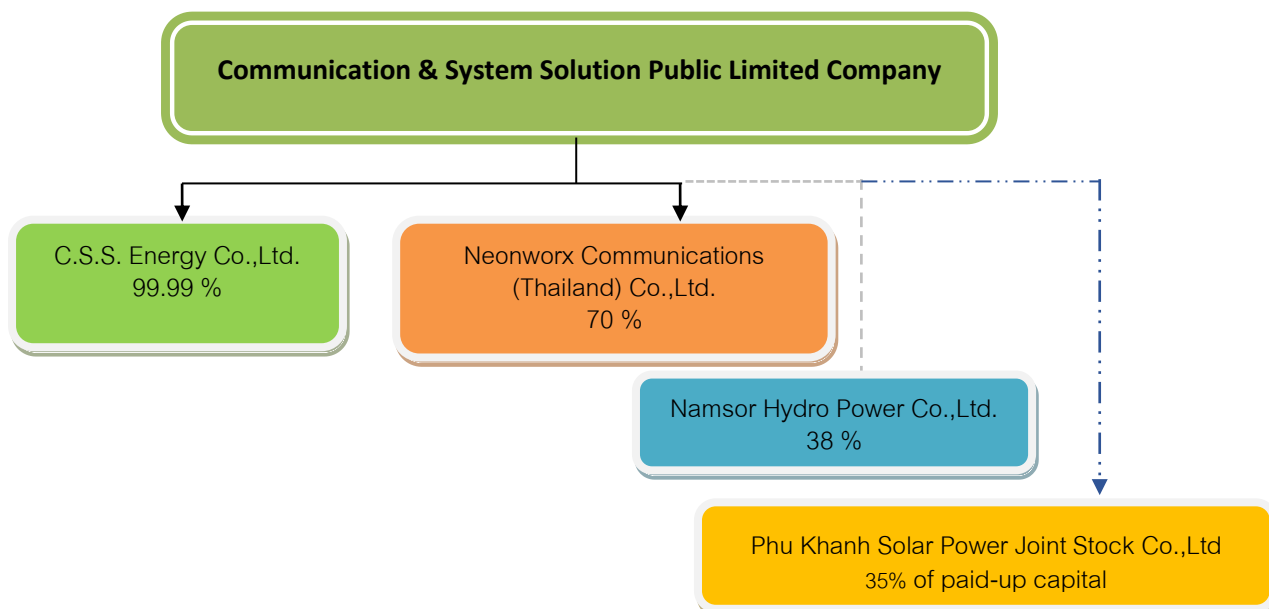 Communication & System Solution Public Limited Company
C.S.S. Energy Co.,Ltd.
99.99 %
Neonworx Communications
(Thailand) Co.,Ltd.
70 %
Namsor Hydro Power Co.,Ltd.
38 %
Phu Khanh Solar Power Joint Stock Co.,Ltd
35% of paid-up capital